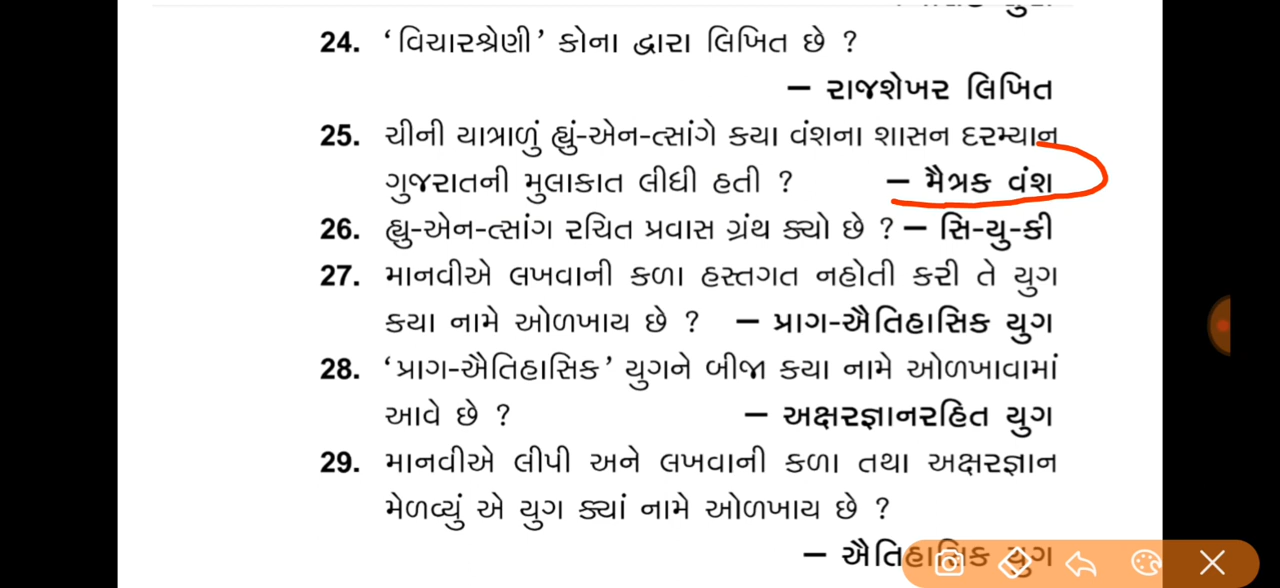 24. ‘વિચારશ્રેણી’ કોના દ્વારા લિખિત છે ?
– રાજશેખર લિખિત
25. ચીની યાત્રાળું હ્યું-એન-ત્સાંગે કયા વંશના શાસન દરમ્યાન
ગુજરાતની મુલાકાત લીધી હતી ? – મૈત્રક વંશ
26. હ્યુ-એન-ત્સાંગ રચિત પ્રવાસ ગ્રંથ ક્યો છે ? – સિ-યુ-કી
27. માનવીએ લખવાની કળા હસ્તગત નહોતી કરી તે યુગ
કયા નામે ઓળખાય છે ? – પ્રાગ-ઐતિહાસિક યુગ
28. ‘પ્રાગ-ઐતિહાસિક’ યુગને બીજા કયા નામે ઓળખાવામાં
આવે છે ? – અક્ષરજ્ઞાનરહિત યુગ
29. માનવીએ લીપી અને લખવાની કળા તથા અક્ષરજ્ઞાન
મેળવ્યું એ યુગ ક્યાં નામે ઓળખાય છે ?
– ઐતિહાસિક યુગ